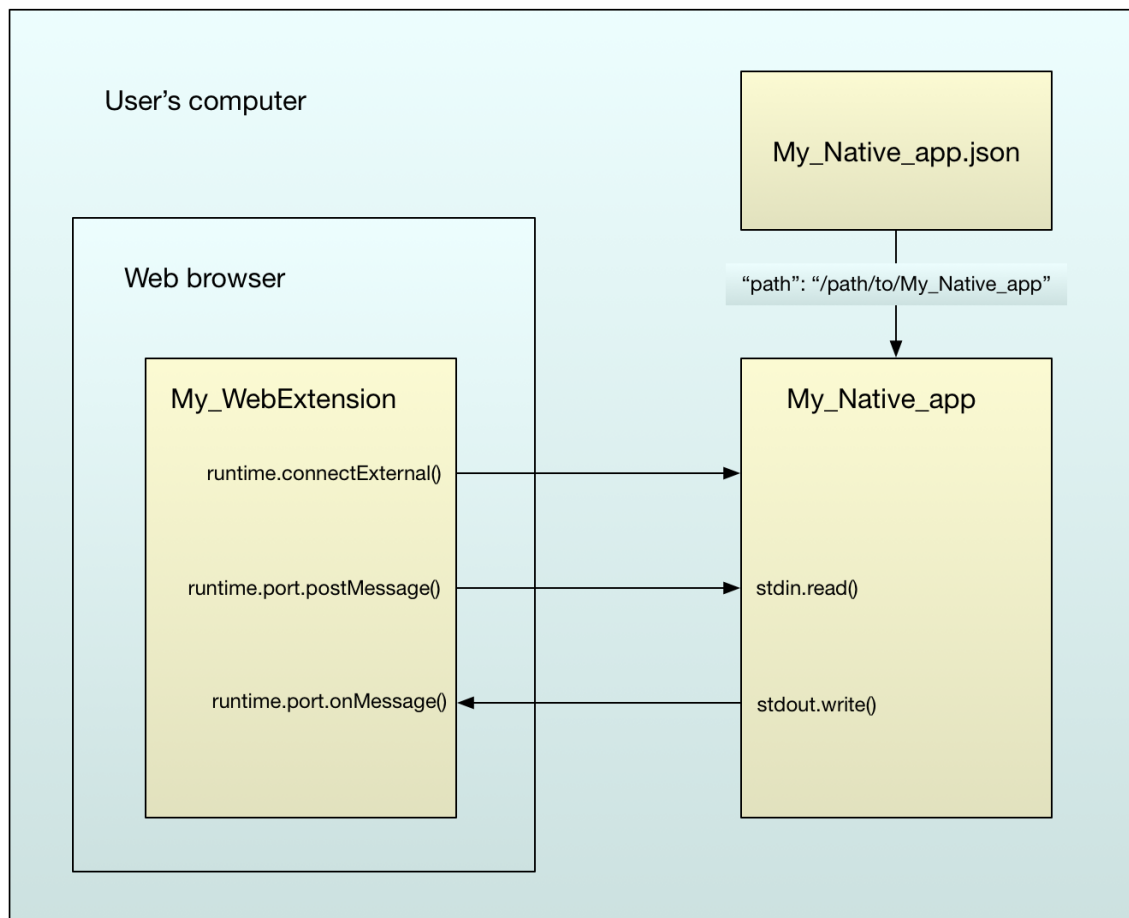 User’s computer
My_Native_app.json
Web browser
“path”: “/path/to/My_Native_app”
My_WebExtension
My_Native_app
runtime.connectExternal()
runtime.port.postMessage()
stdin.read()
runtime.port.onMessage()
stdout.write()